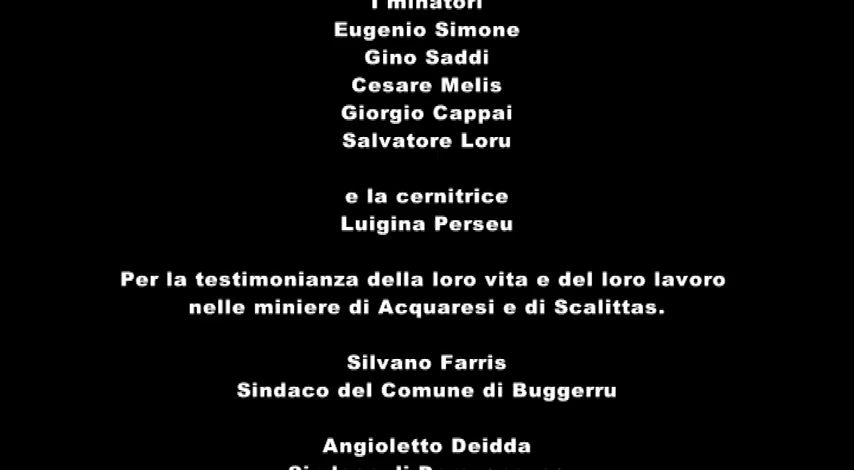 I minatori
Eugenio Simone
Gino Saddi
Cesare Melis
Giorgio Cappai
Salvatore Loru
e la cernitrice
Luigina Perseu
Per la testimonianza della loro vita e del loro lavoro
nelle miniere di Acquaresi e di Scalittas.
Silvano Farris
Sindaco del Comune di Buggerru
Angioletto Deidda